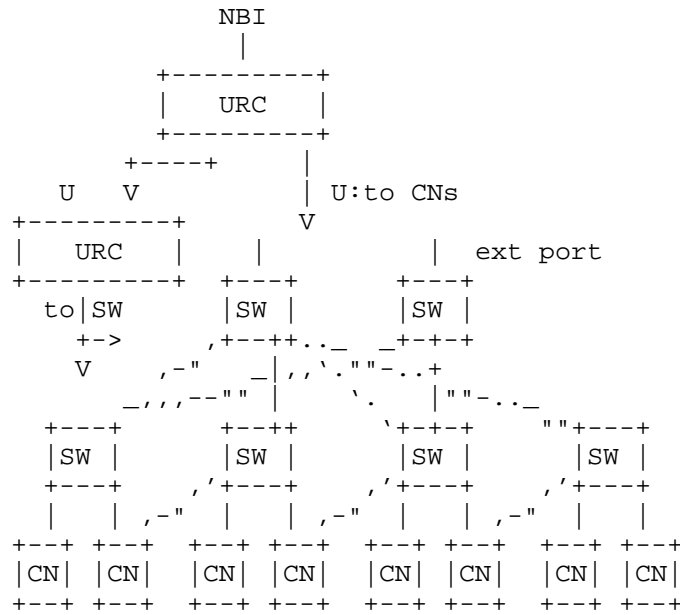 NBI
URC
U V
U:to CNs
V
URC
ext port
to SW
SW SW
V
SW SW SW SW
CN CN CN CN CN CN CN CN